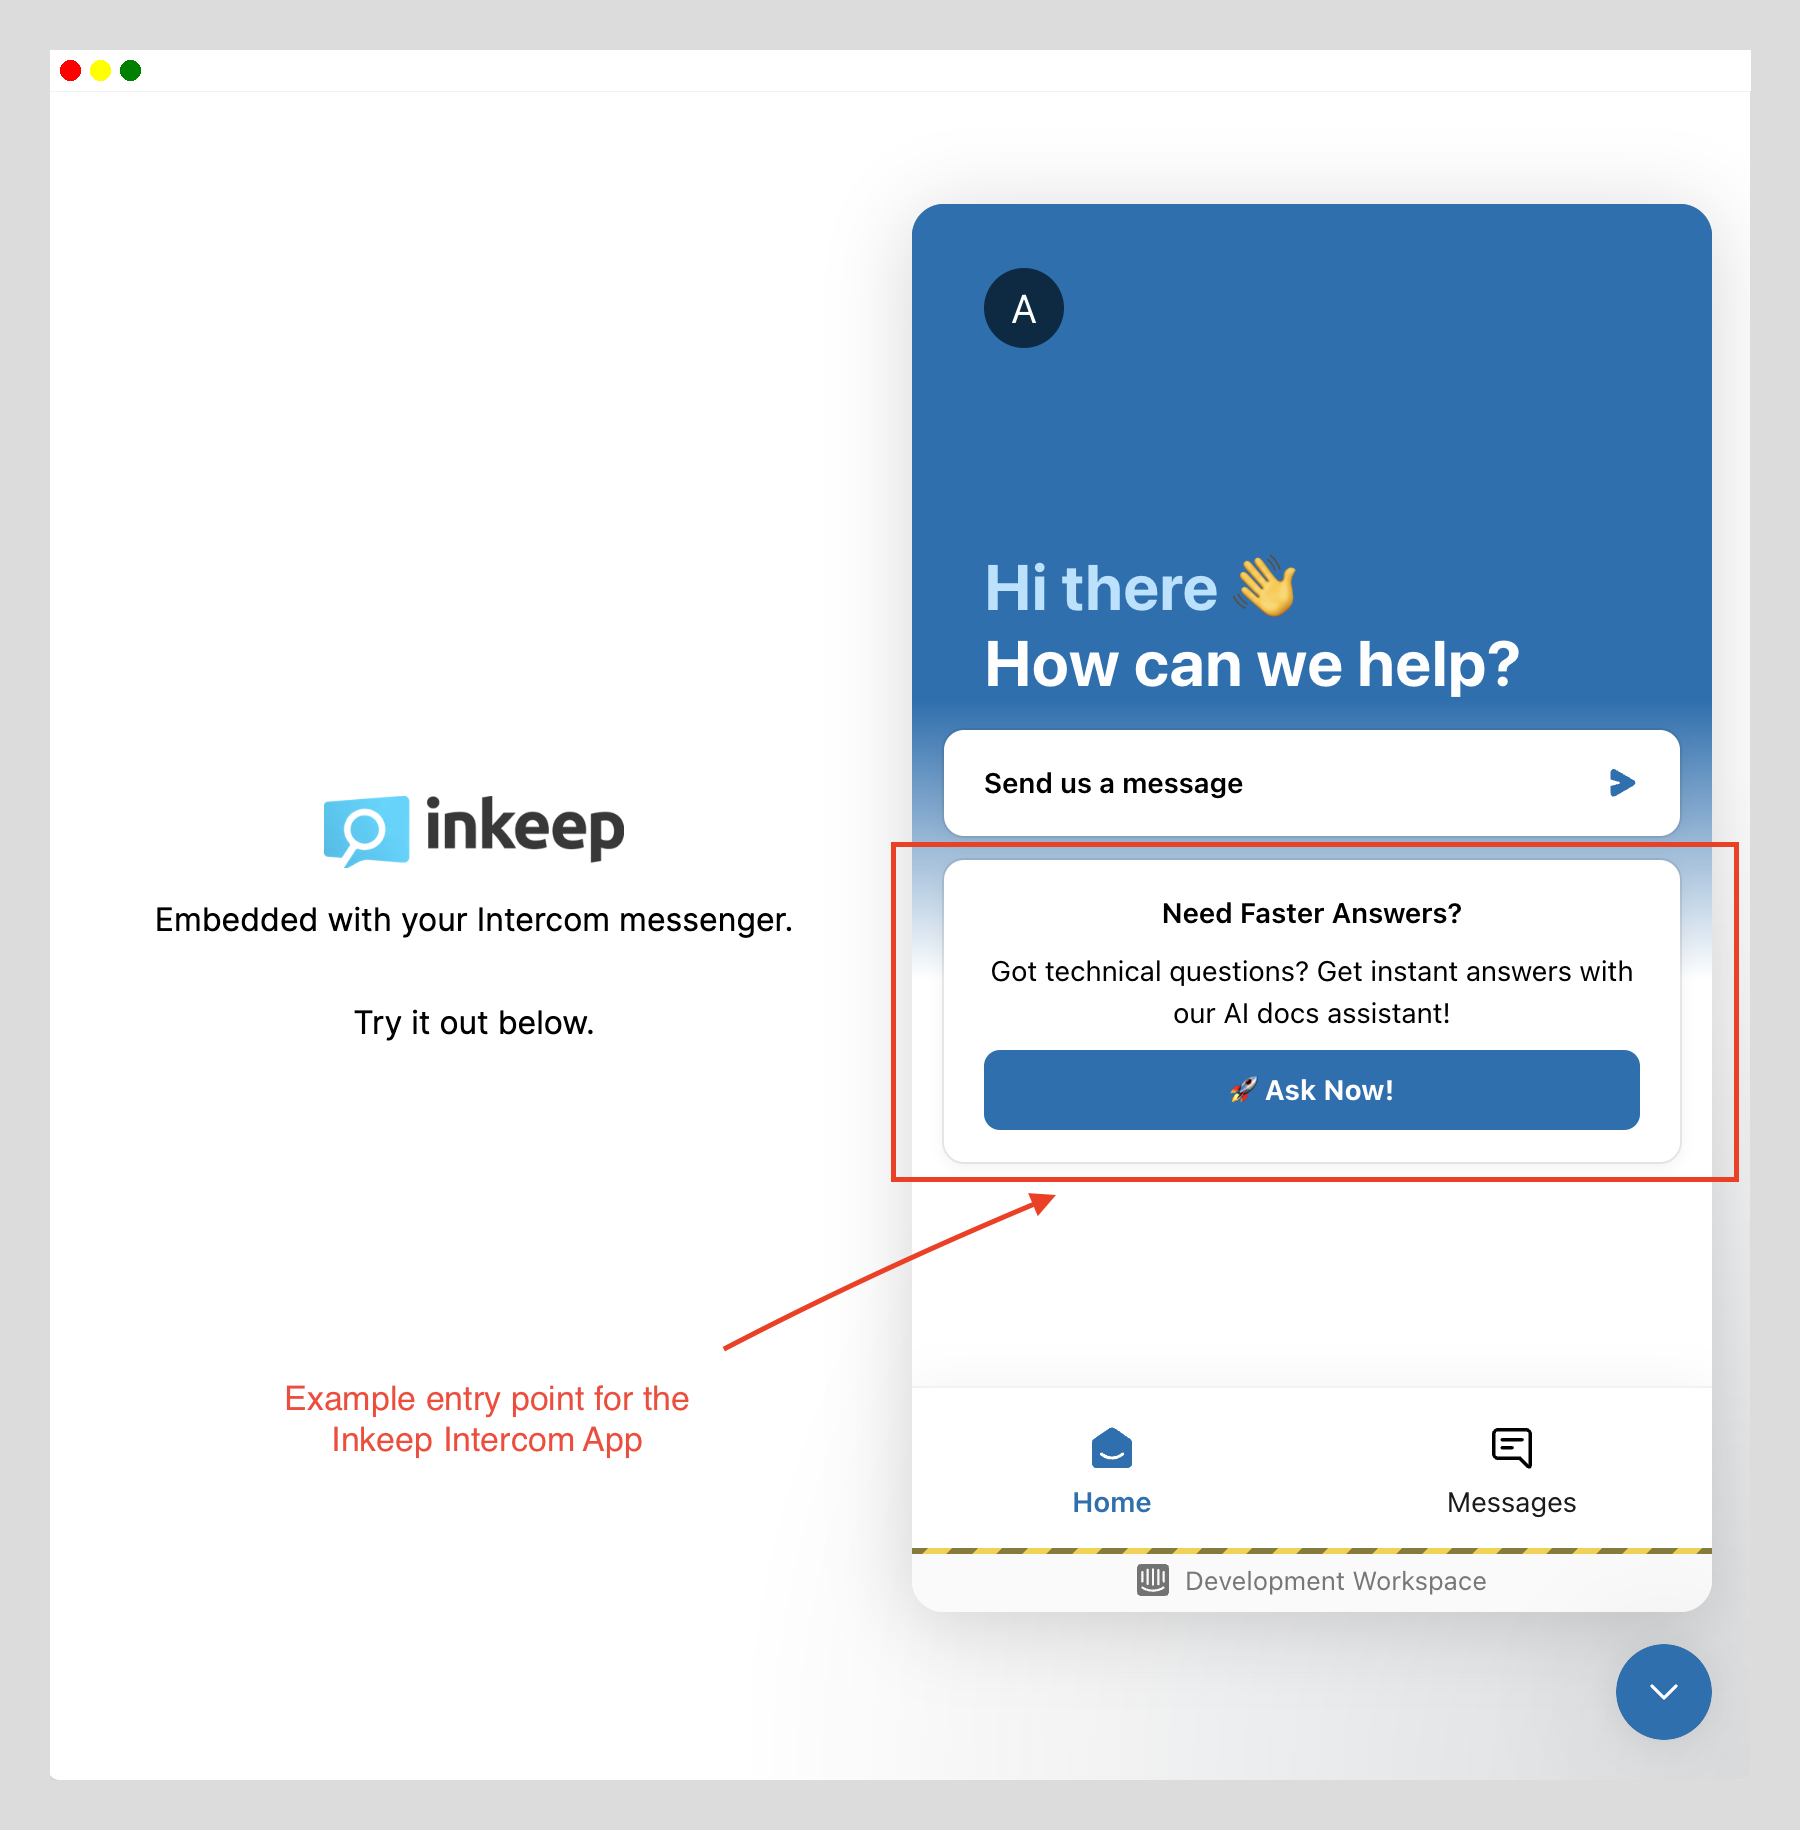 A
Hi there 👋
How can we help?
Send us a message
inkeep
Embedded with your Intercom messenger.
Try it out below.
Need Faster Answers?
Got technical questions? Get instant answers with
our AI docs assistant!
🚀 Ask Now!
Example entry point for the
Inkeep Intercom App
Home
Messages
Development Workspace